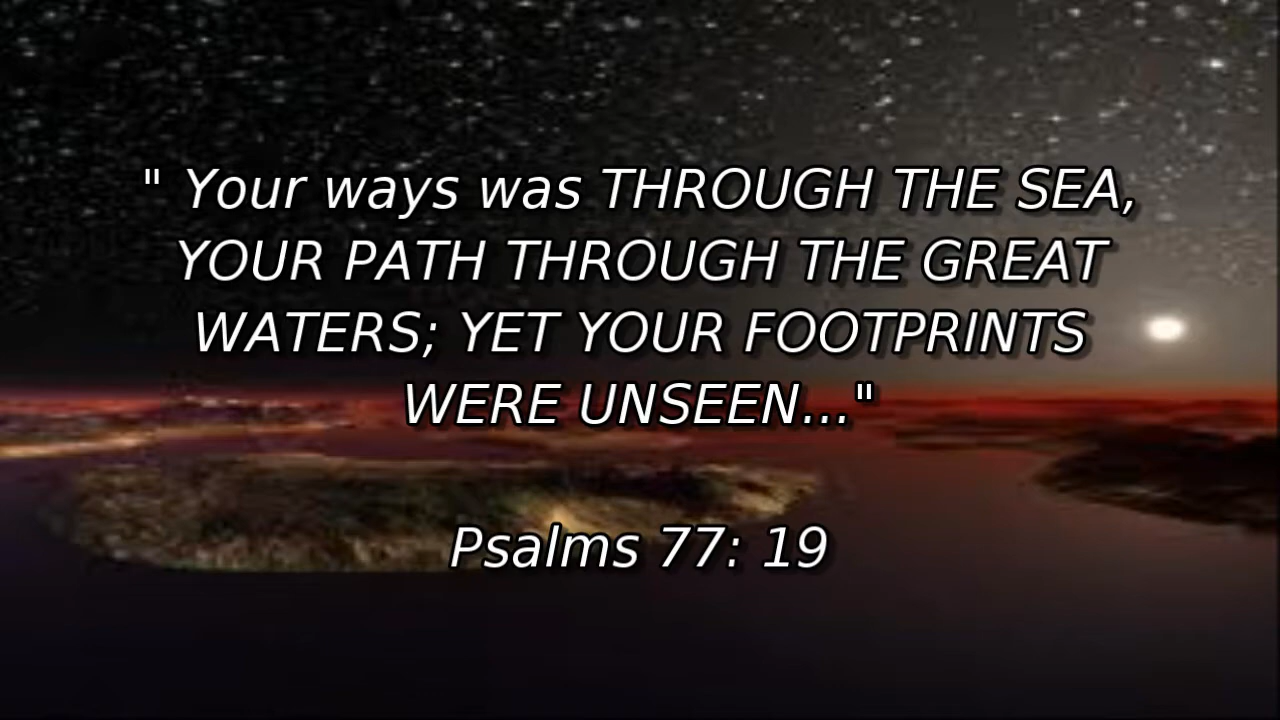 " Your ways was THROUGH THE SEA,
YOUR PATH THROUGH THE GREAT
WATERS; YET YOUR FOOTPRINTS
WERE UNSEEN..."
Psalms 77: 19